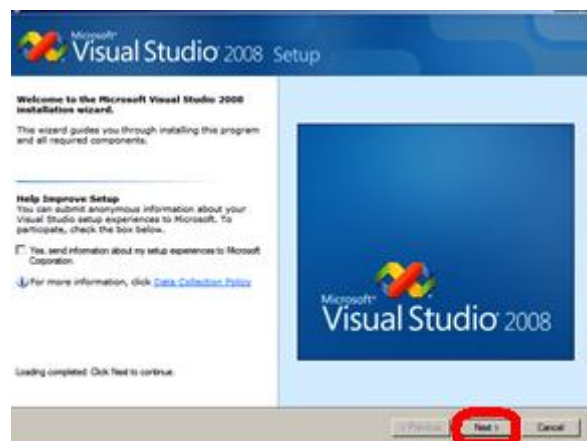 Microsoft®
Visual Studio 2008 Setup
Welcome to the Microsoft Visual Studio 2008
installation wizard.
This wizard guides you through installing this program
and all required components.
Help Improve Setup
You can submit anonymous information about your
Visual Studio setup experiences to Microsoft. To
participate, check the box below.
Yes, send information about my setup experiences to Microsoft
Corporation.
For more information, click Data Collection Policy
Microsoft®
Visual Studio 2008
Loading completed. Click Next to continue.
< Previous
Next >
Cancel